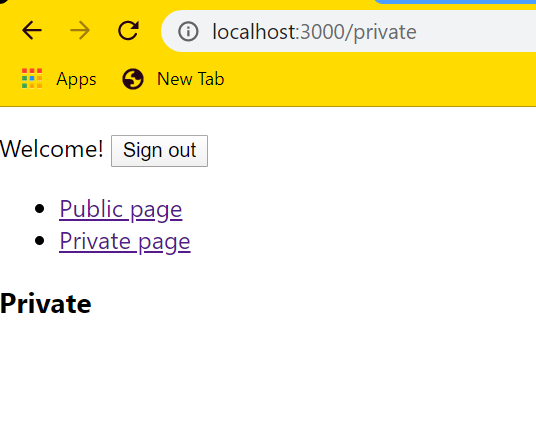 localhost:3000/private
Apps New Tab
Welcome! Sign out
Public page
Private page
Private